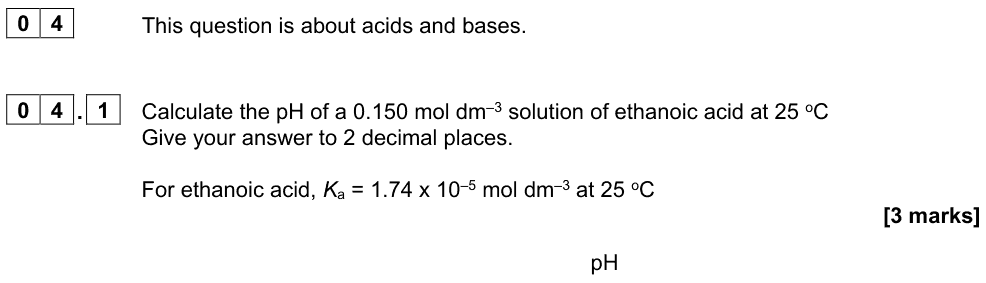 0 4 This question is about acids and bases.
0 4 . 1 Calculate the pH of a 0.150 mol dm⁻³ solution of ethanoic acid at 25 ᵒC
Give your answer to 2 decimal places.
For ethanoic acid, Kₐ = 1.74 x 10⁻⁵ mol dm⁻³ at 25 ᵒC
[3 marks]
pH